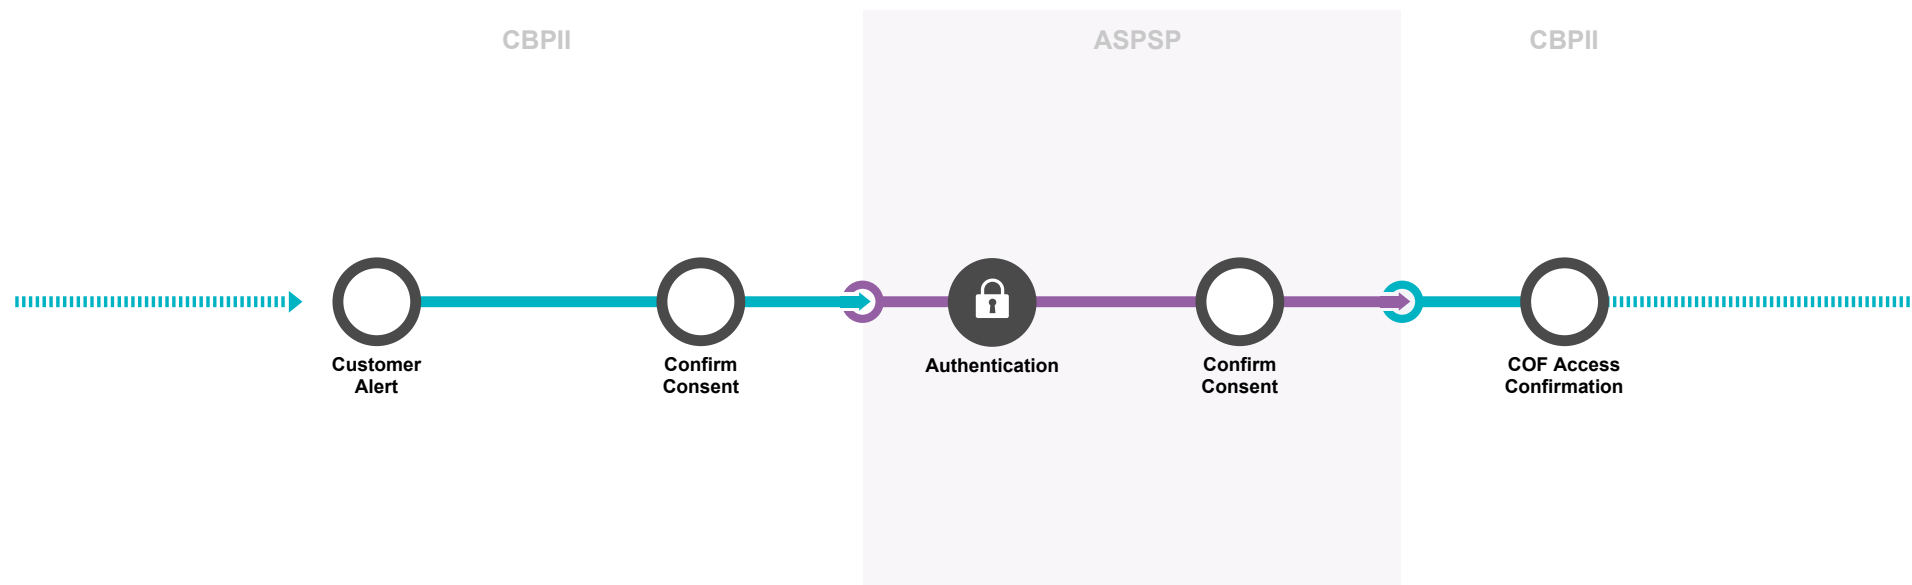 CBPII
ASPSP
CBPII
Customer
Alert
Confirm
Consent
Authentication
Confirm
Consent
COF Access
Confirmation